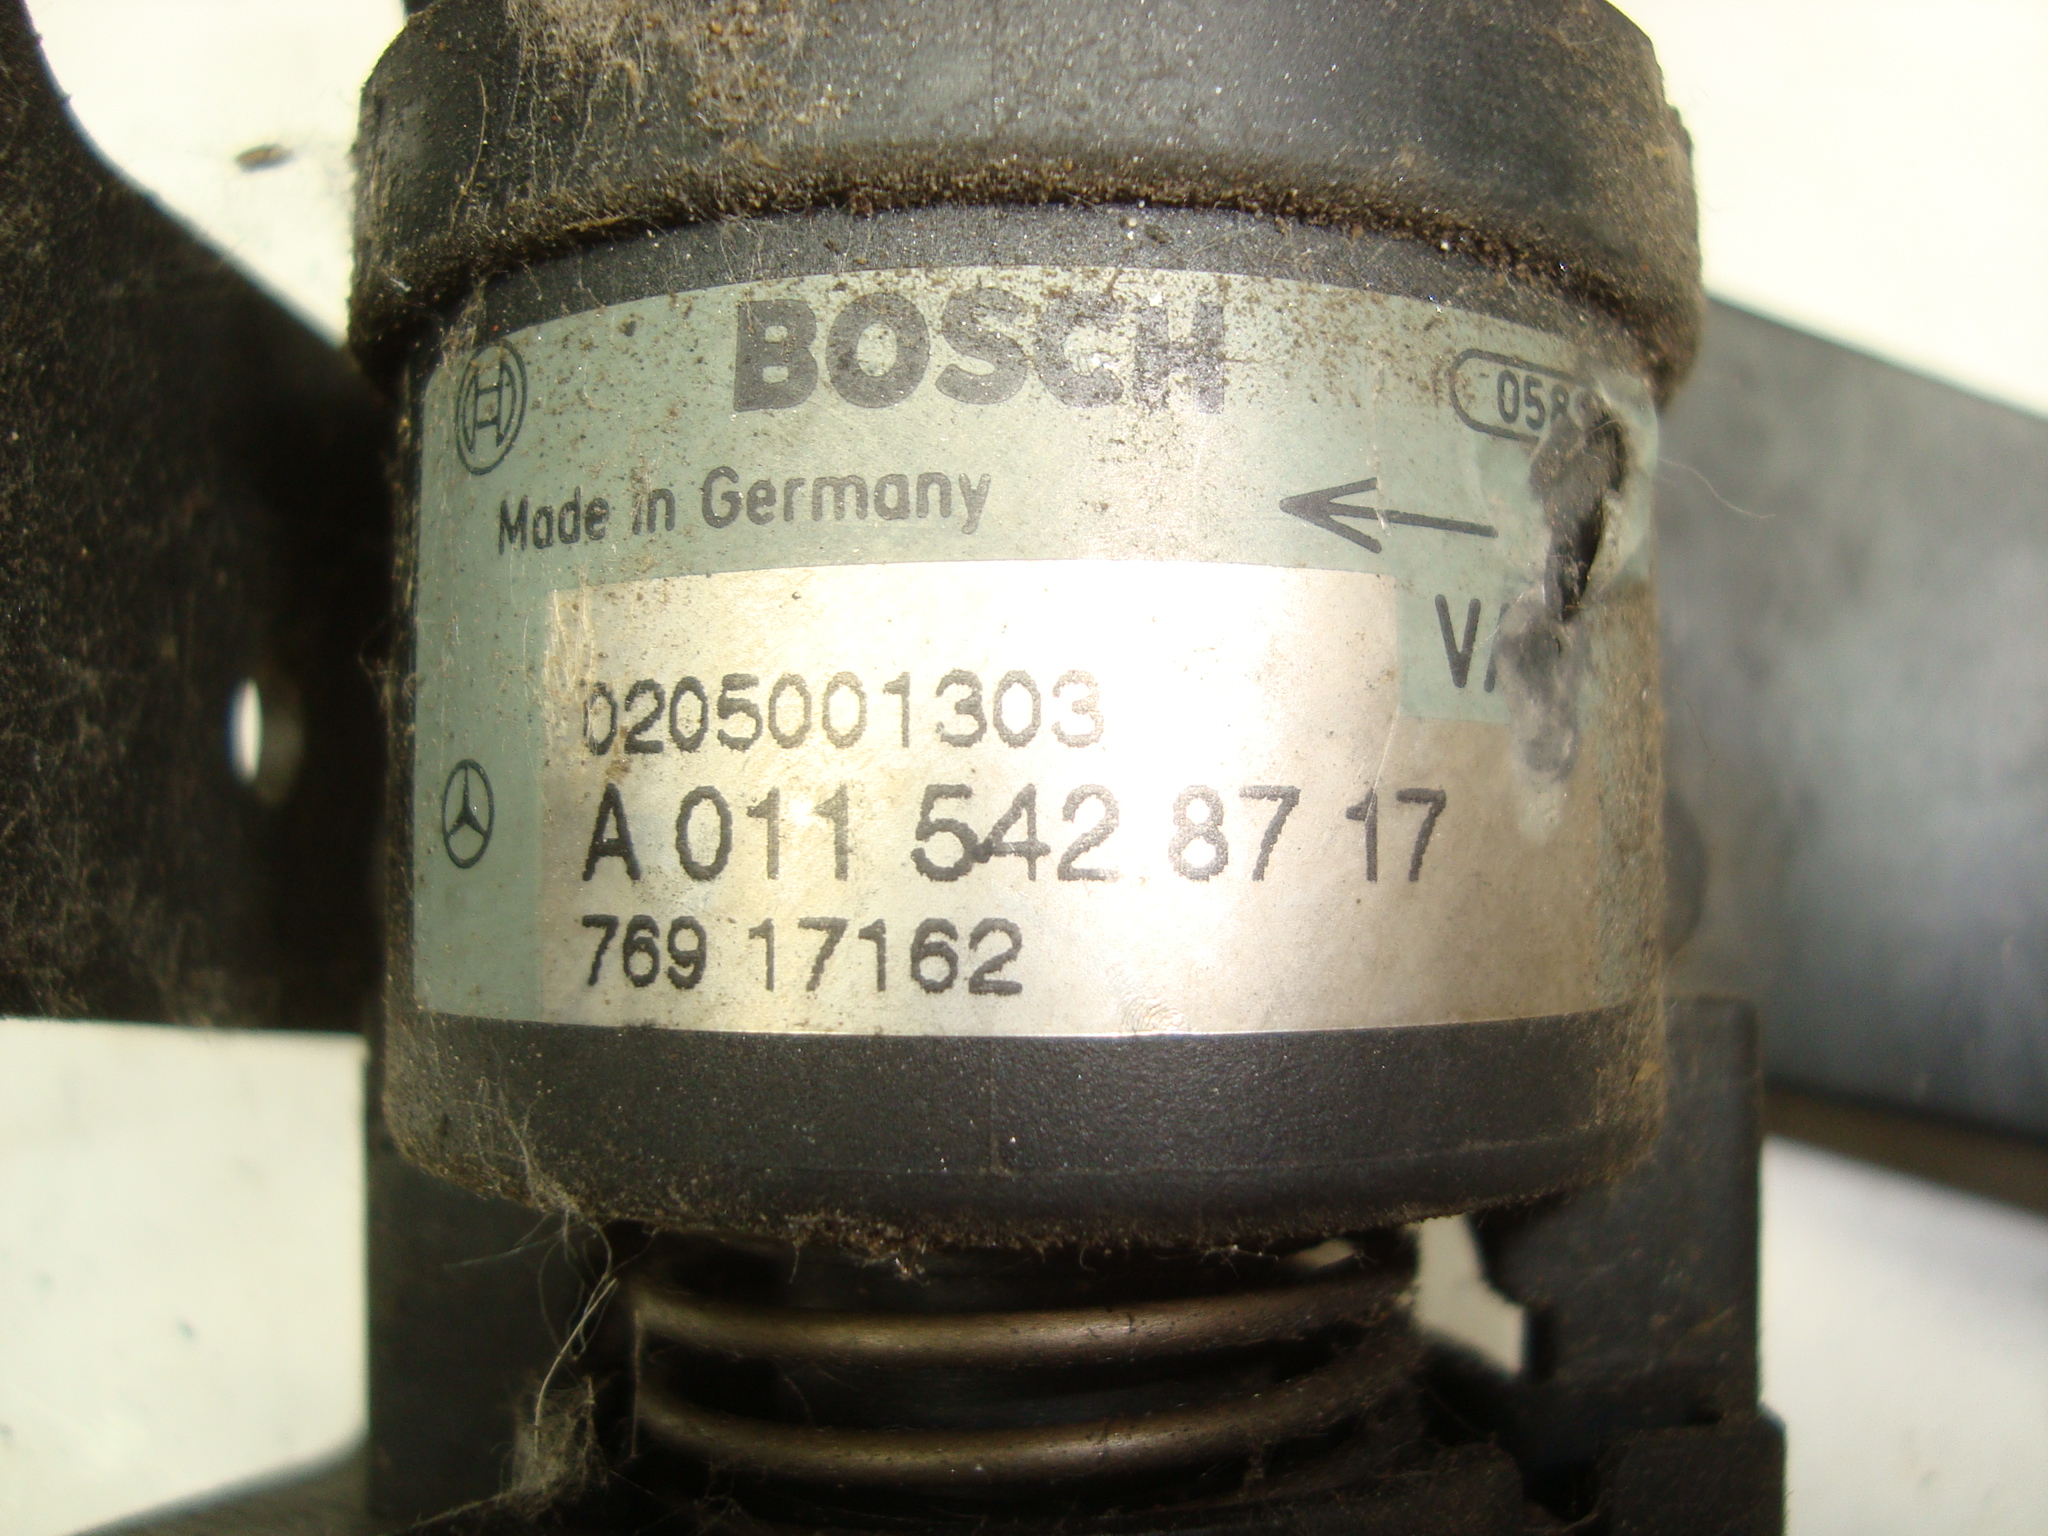 BOSCH
Made in Germany
0205001303
A 011 542 87 17
769 17162